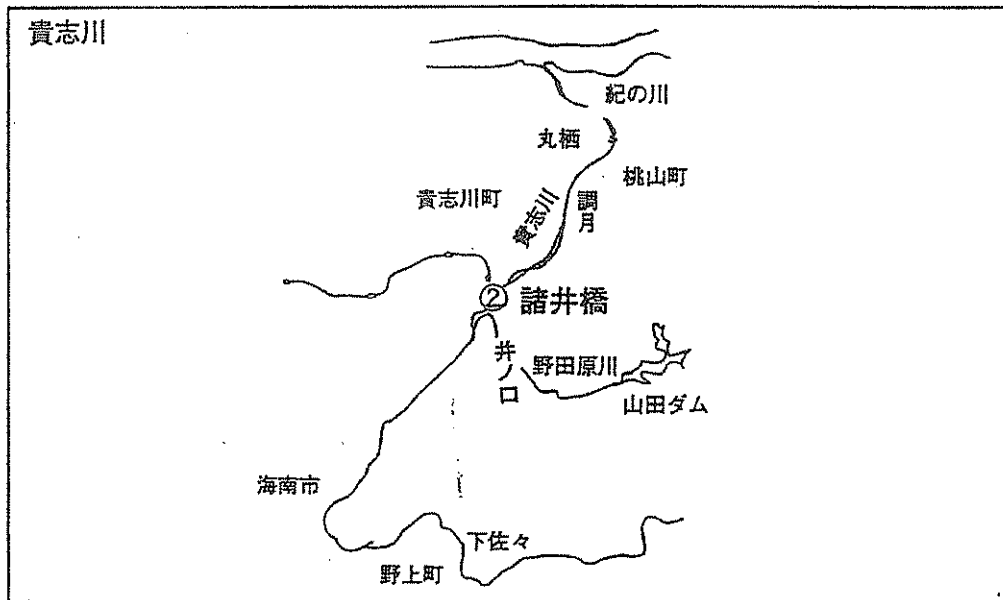 貴志川
紀の川
丸栖
桃山町
貴志川町
貴志川
調月
② 諸井橋
井ノ口
野田原川
山田ダム
海南市
下佐々
野上町